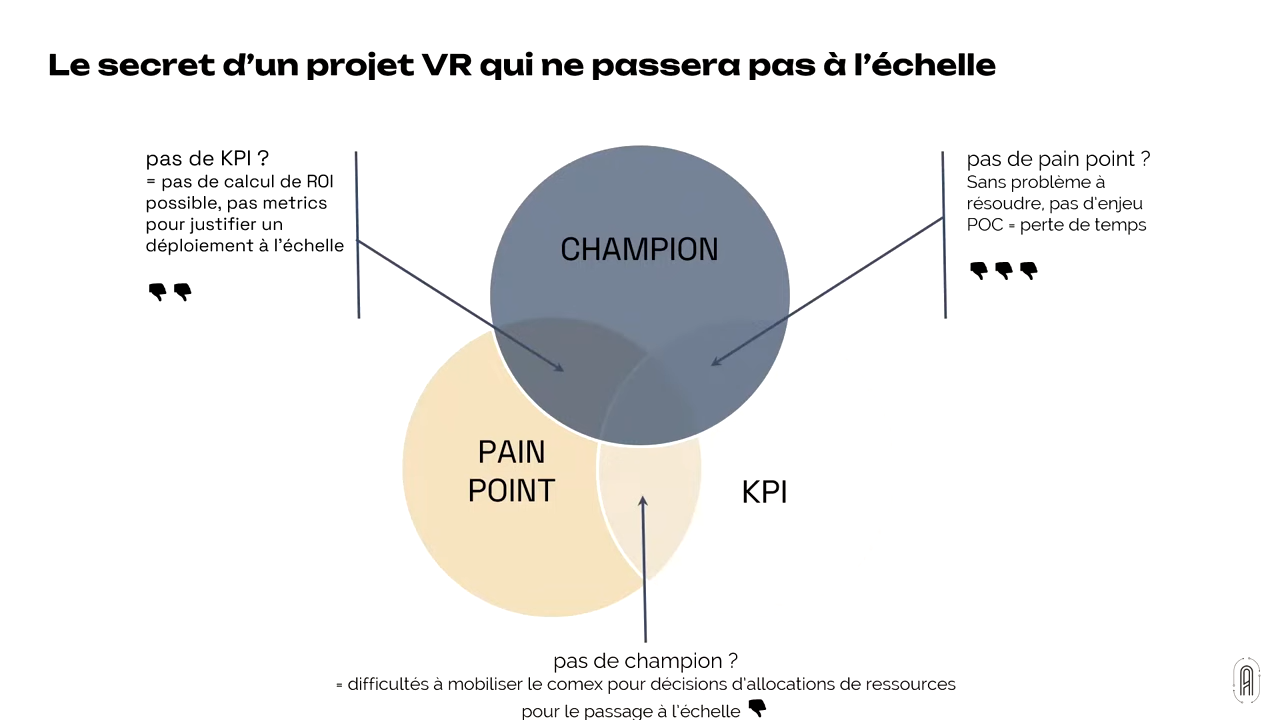 Le secret d’un projet VR qui ne passera pas à l’échelle
pas de KPI ?
= pas de calcul de ROI
possible, pas metrics
pour justifier un
déploiement à l’échelle
👎👎
pas de pain point ?
Sans problème à
résoudre, pas d'enjeu
POC = perte de temps
👎👎👎
CHAMPION
PAIN
POINT
KPI
pas de champion ?
= difficultés à mobiliser le comex pour décisions d'allocations de ressources
pour le passage à l'échelle 👎